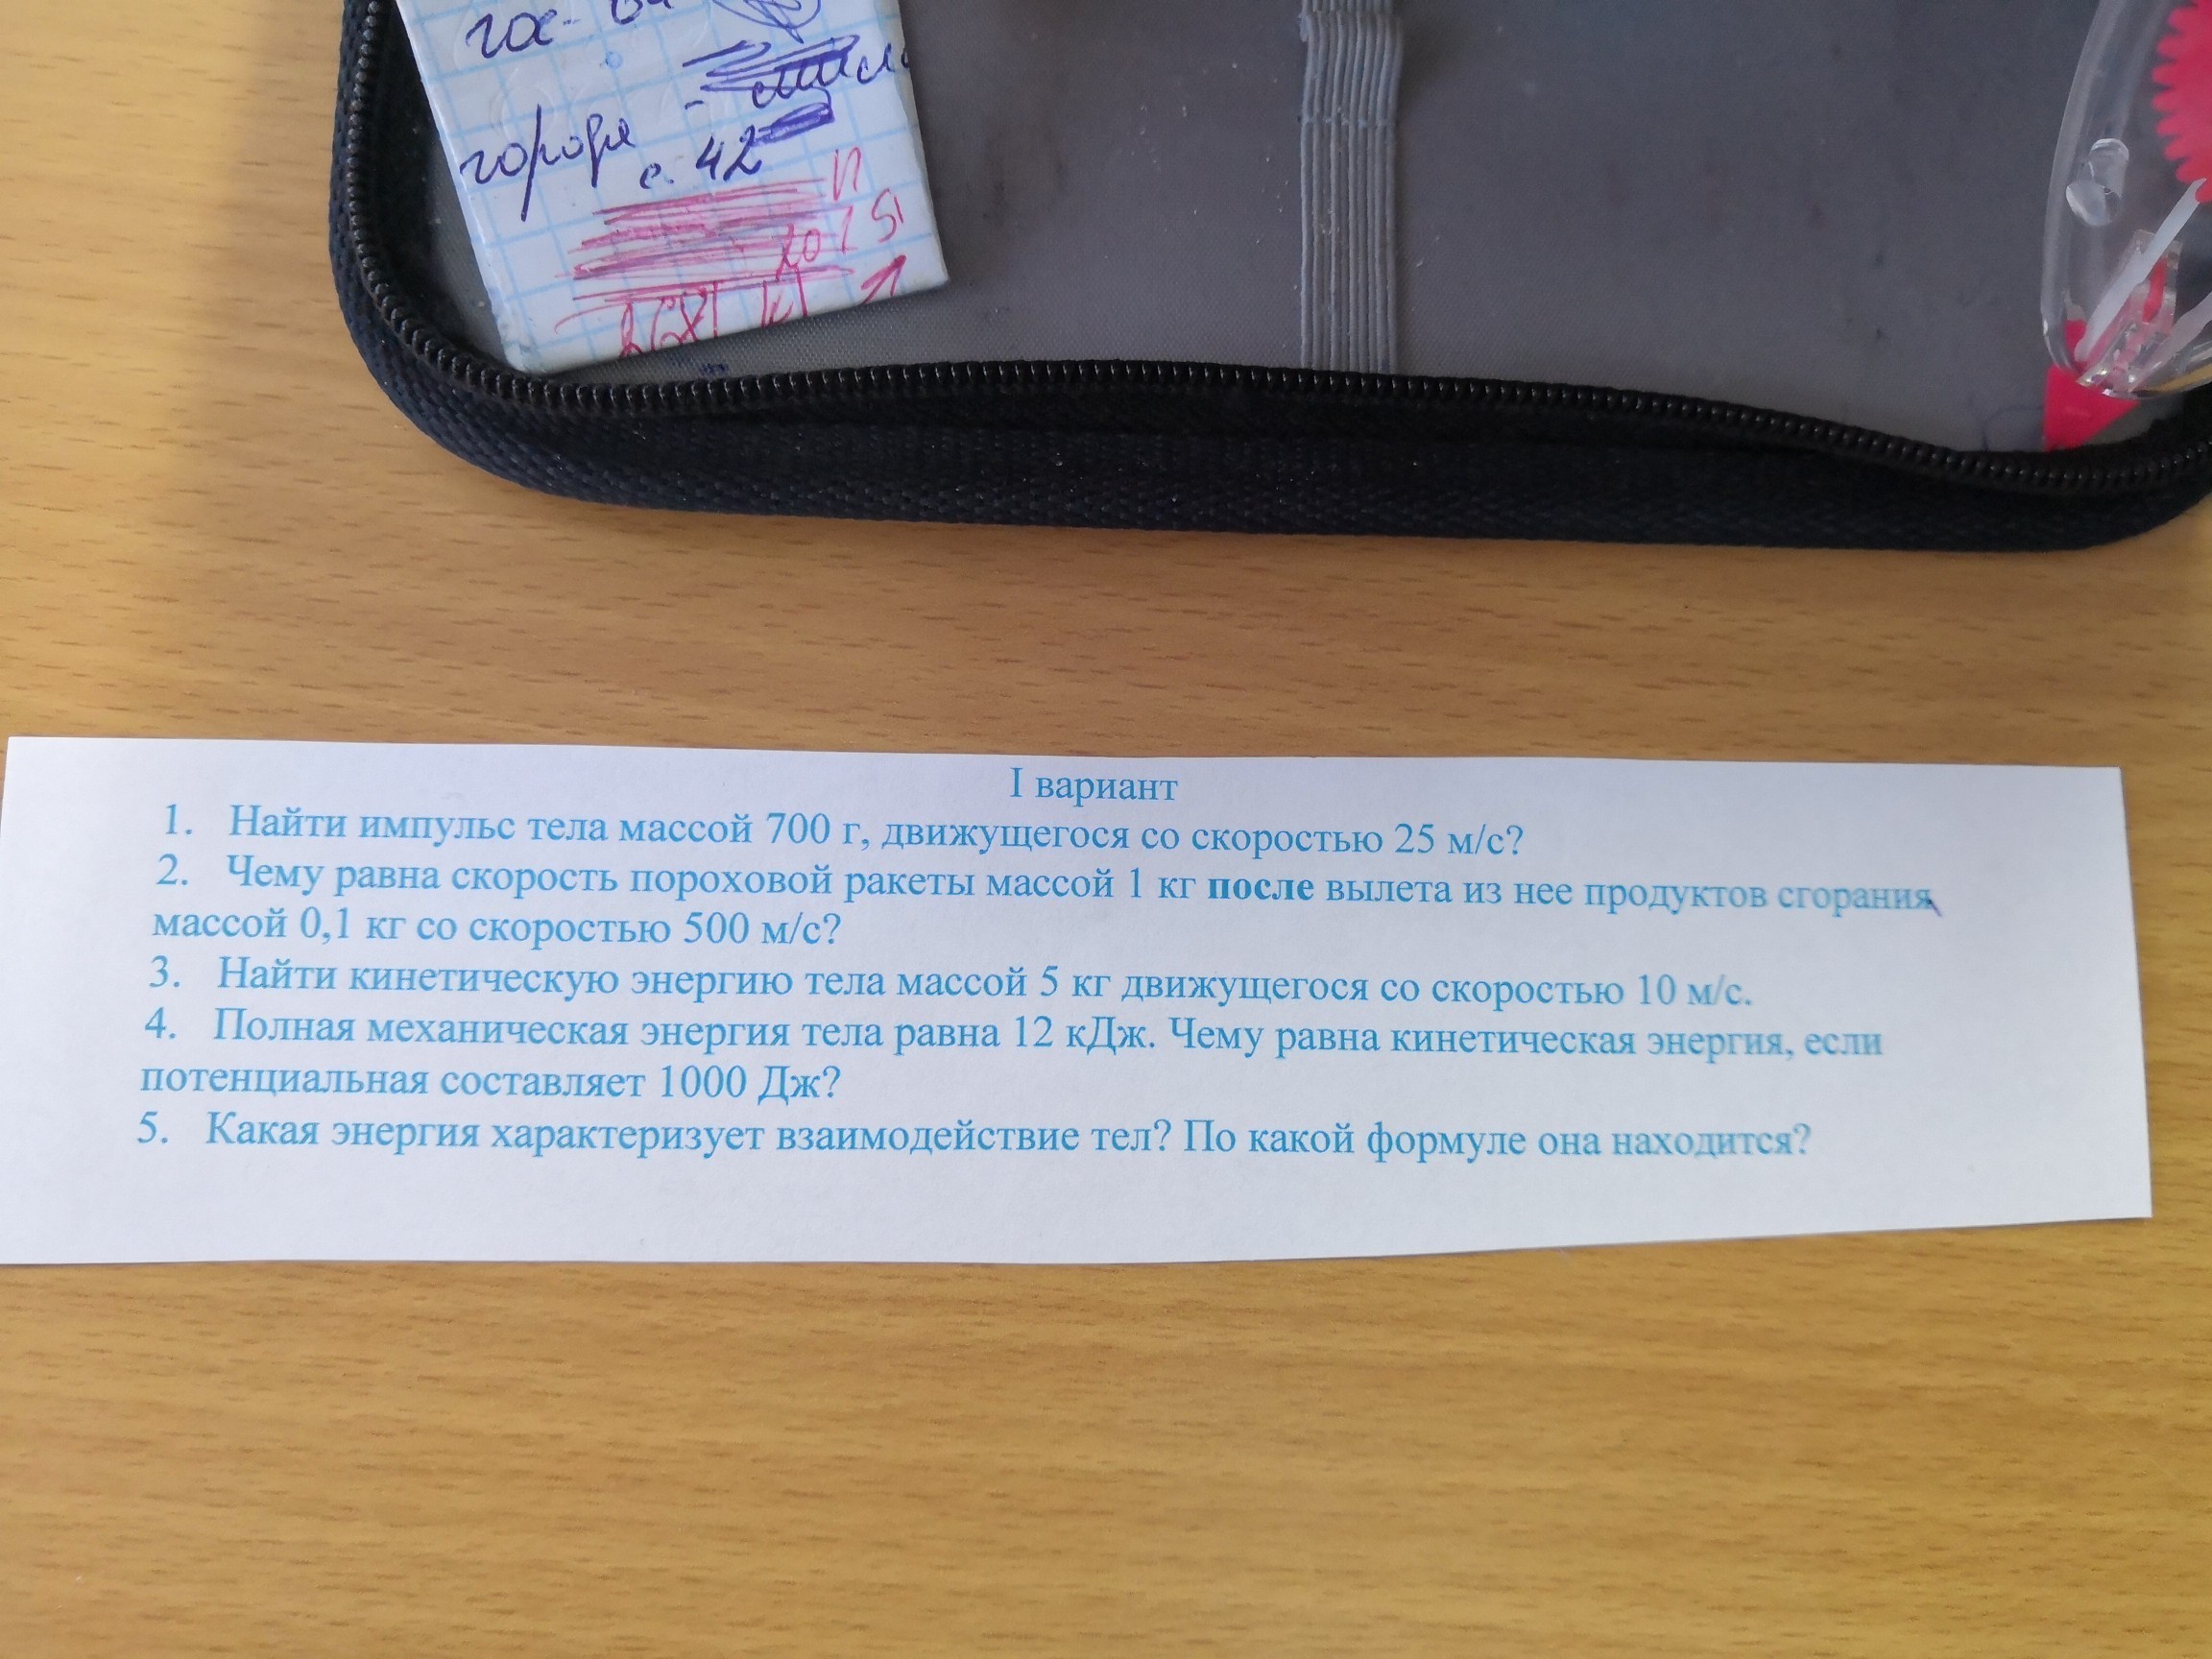 гос-ва
города
с. 42
I вариант
1. Найти импульс тела массой 700 г, движущегося со скоростью 25 м/с?
2. Чему равна скорость пороховой ракеты массой 1 кг после вылета из нее продуктов сгорания
массой 0,1 кг со скоростью 500 м/с?
3. Найти кинетическую энергию тела массой 5 кг движущегося со скоростью 10 м/с.
4. Полная механическая энергия тела равна 12 кДж. Чему равна кинетическая энергия, если
потенциальная составляет 1000 Дж?
5. Какая энергия характеризует взаимодействие тел? По какой формуле она находится?